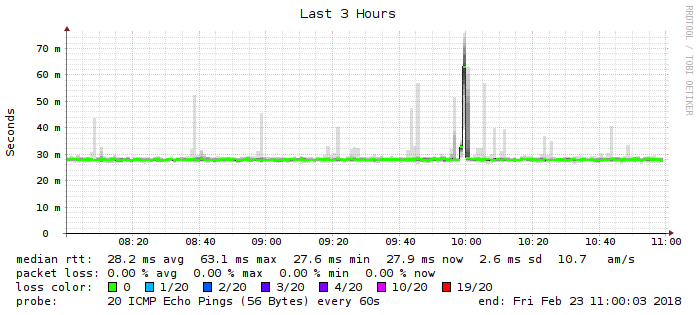 Last 3 Hours
RRDTOOL / TOBI OETIKER
Seconds
70 m
60 m
50 m
40 m
30 m
20 m
10 m
0
08:20 08:40 09:00 09:20 09:40 10:00 10:20 10:40 11:00
median rtt: 28.2 ms avg 63.1 ms max 27.6 ms min 27.9 ms now 2.6 ms sd 10.7 am/s
packet loss: 0.00 % avg 0.00 % max 0.00 % min 0.00 % now
loss color: 0 1/20 2/20 3/20 4/20 10/20 19/20
probe: 20 ICMP Echo Pings (56 Bytes) every 60s end: Fri Feb 23 11:00:03 2018